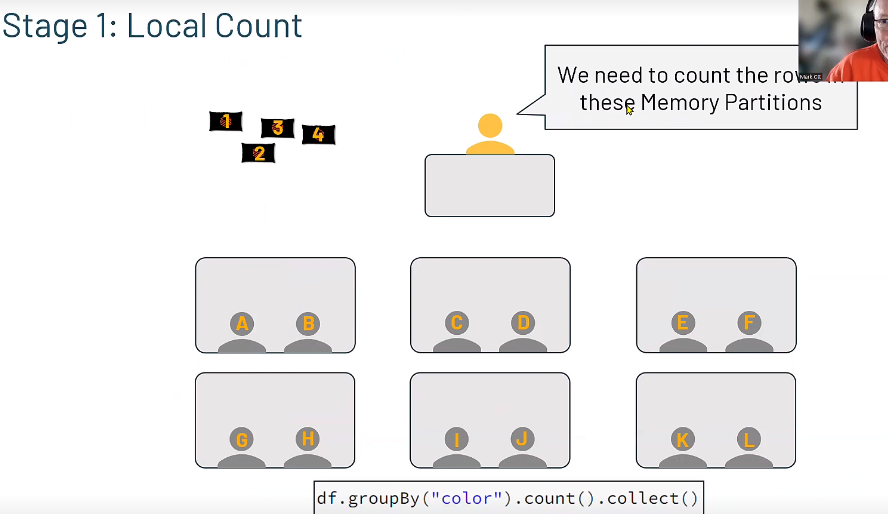 Stage 1: Local Count
We need to count the rows in
these Memory Partitions
1
3
4
2
A B C D E F
G H I J K L
df.groupBy("color").count().collect()